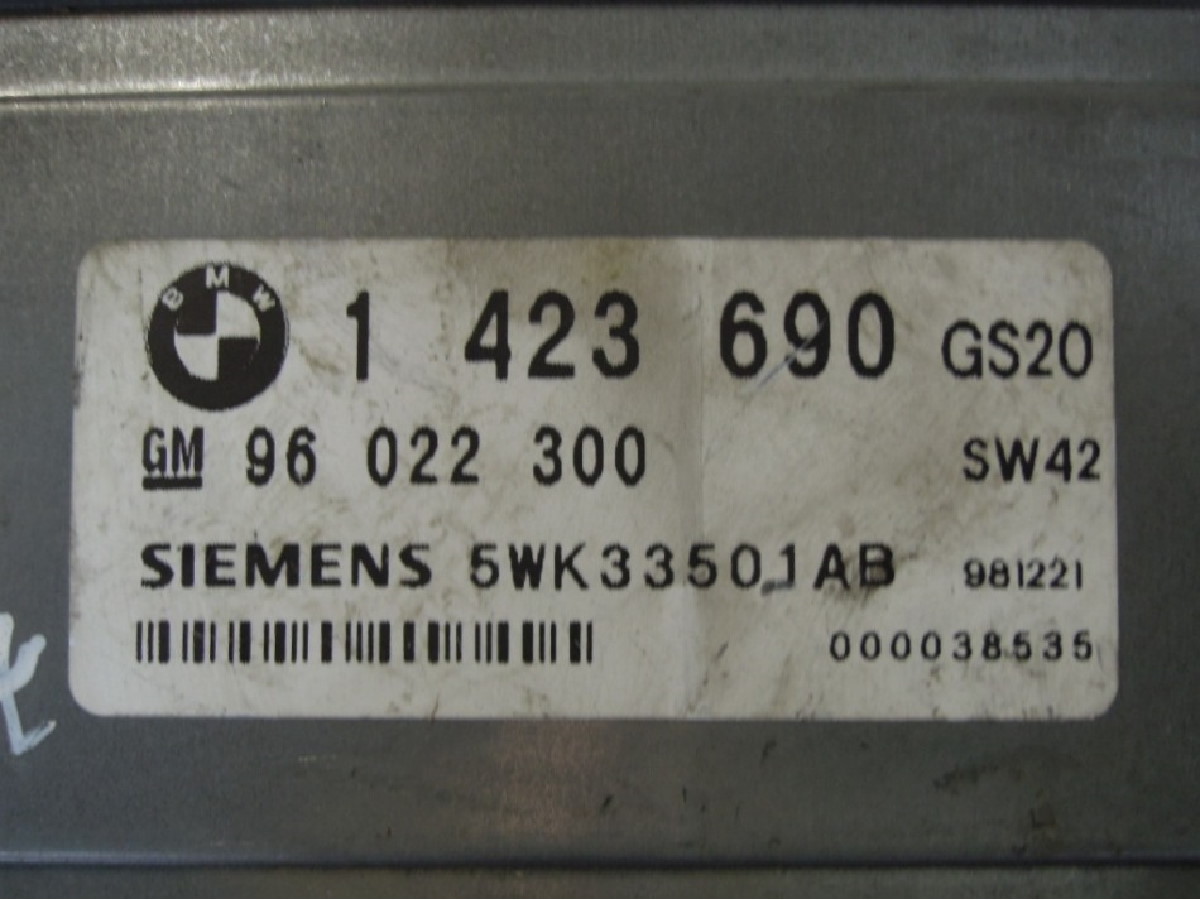 BMW 1 423 690 GS20
GM 96 022 300 SW42
SIEMENS 5WK33501AB 981221
000038535